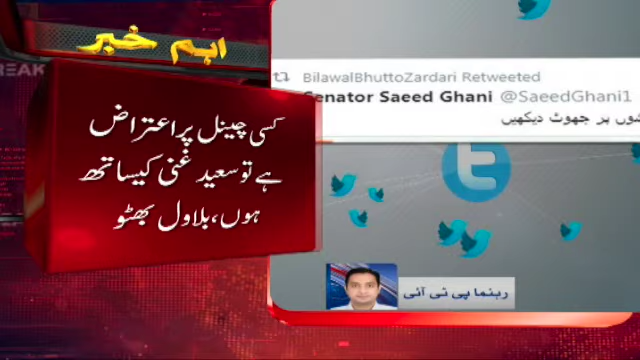 اہم خبر
REAK
کسی چینل پر اعتراض
ہے تو سعید غنی کیساتھ
ہوں، بلاول بھٹو
BilawalBhuttoZardari Retweeted
Senator Saeed Ghani @SaeedGhani1
پر جھوٹ دیکھیں
رہنما پی ٹی آئی